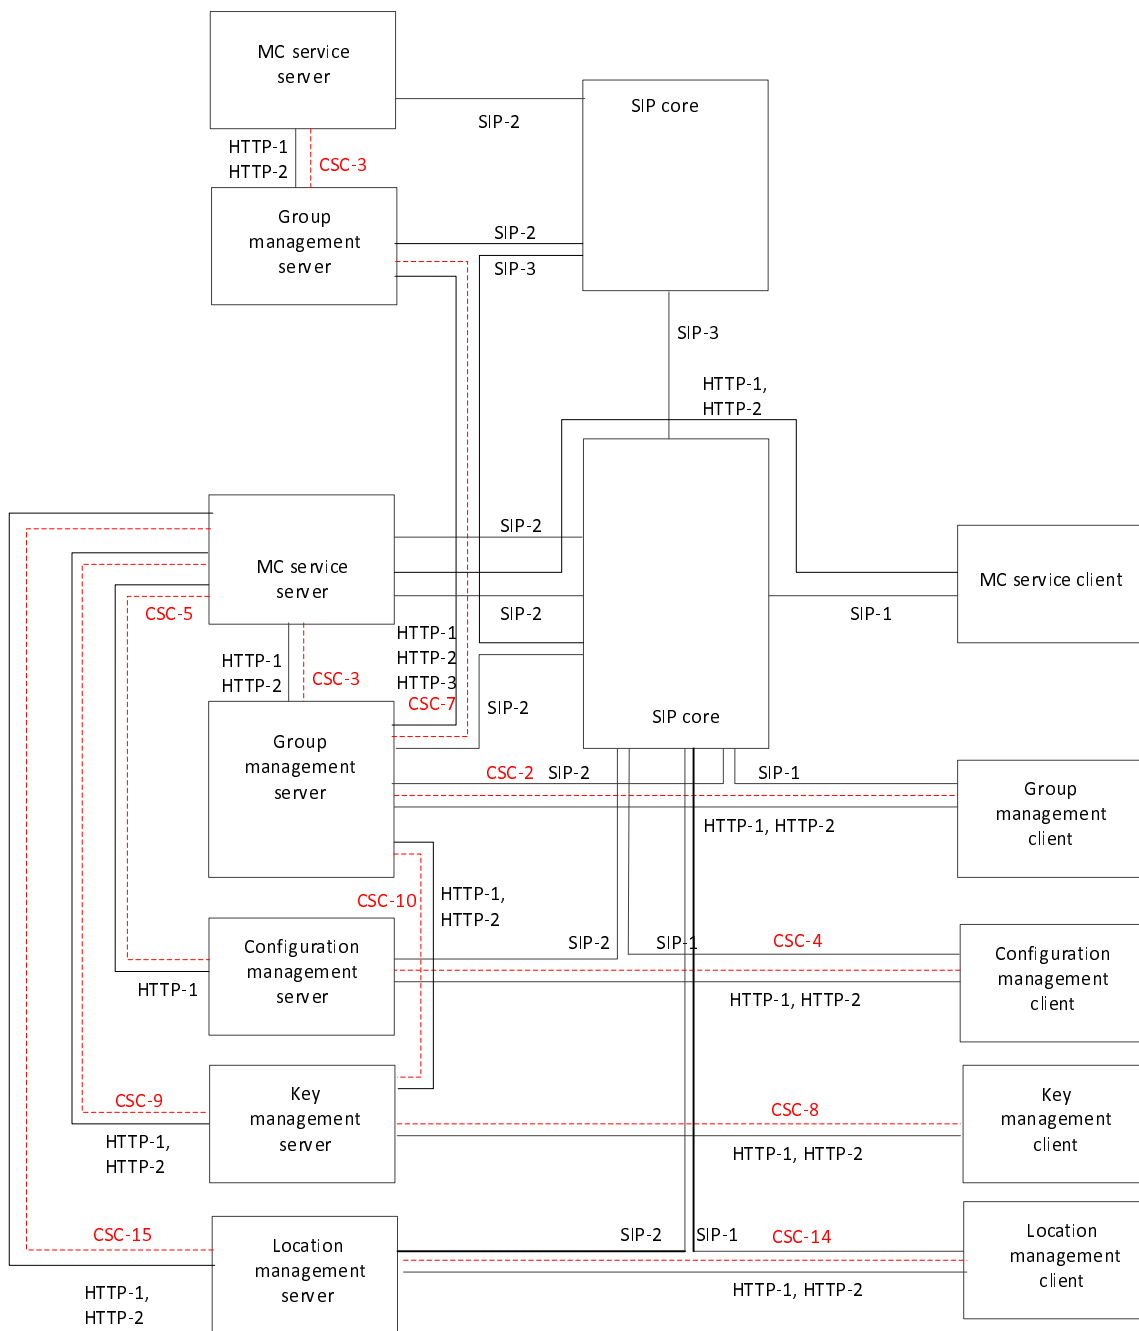 MC service
server
SIP core
SIP-2
HTTP-1
HTTP-2
CSC-3
Group
management
server
SIP-2
SIP-3
SIP-3
HTTP-1,
HTTP-2
SIP-2
MC service
server
MC service client
CSC-5
SIP-2
SIP-1
HTTP-1
HTTP-2
HTTP-3
CSC-7
HTTP-1
HTTP-2
CSC-3
SIP-2
SIP core
Group
management
server
CSC-2
SIP-2
SIP-1
Group
management
client
HTTP-1, HTTP-2
CSC-10
HTTP-1,
HTTP-2
SIP-2
SIP-1
CSC-4
Configuration
management
server
Configuration
management
client
HTTP-1
HTTP-1, HTTP-2
CSC-9
Key
management
server
CSC-8
Key
management
client
HTTP-1,
HTTP-2
HTTP-1, HTTP-2
CSC-15
SIP-2
SIP-1
CSC-14
Location
management
server
Location
management
client
HTTP-1,
HTTP-2
HTTP-1, HTTP-2